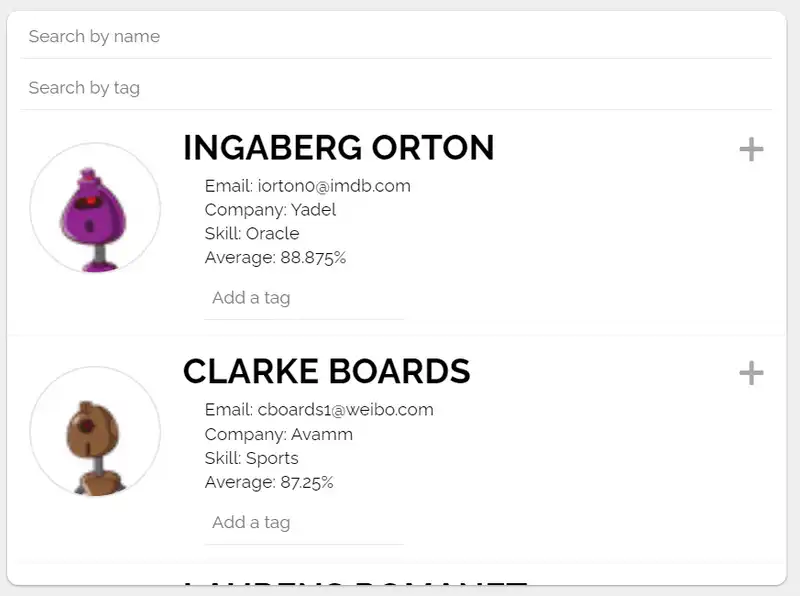 Search by name
Search by tag
INGABERG ORTON
Email: iorton0@imdb.com
Company: Yadel
Skill: Oracle
Average: 88.875%
Add a tag
CLARKE BOARDS
Email: cboards1@weibo.com
Company: Avamm
Skill: Sports
Average: 87.25%
Add a tag